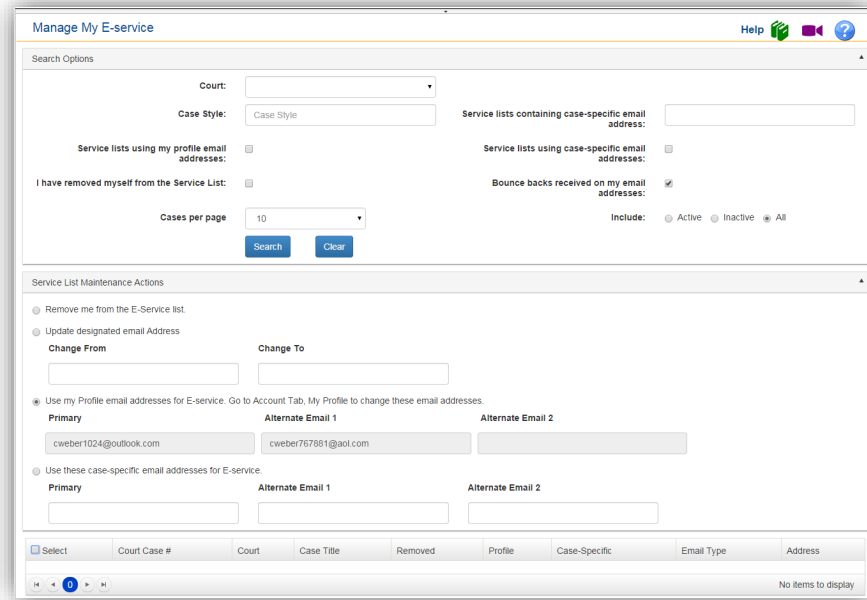 Manage My E-service
Help
?
Search Options
Court:
Case Style:
Case Style
Service lists containing case-specific email
address:
Service lists using my profile email
addresses:
Service lists using case-specific email
addresses:
I have removed myself from the Service List:
Bounce backs received on my email
addresses:
Cases per page
10
Include:
Active
Inactive
All
Search
Clear
Service List Maintenance Actions
Remove me from the E-Service list.
Update designated email Address
Change From
Change To
Use my Profile email addresses for E-service. Go to Account Tab, My Profile to change these email addresses.
Primary
Alternate Email 1
Alternate Email 2
cweber1024@outlook.com
cweber767881@aol.com
Use these case-specific email addresses for E-service.
Primary
Alternate Email 1
Alternate Email 2
Select
Court Case #
Court
Case Title
Removed
Profile
Case-Specific
Email Type
Address
0
No items to display